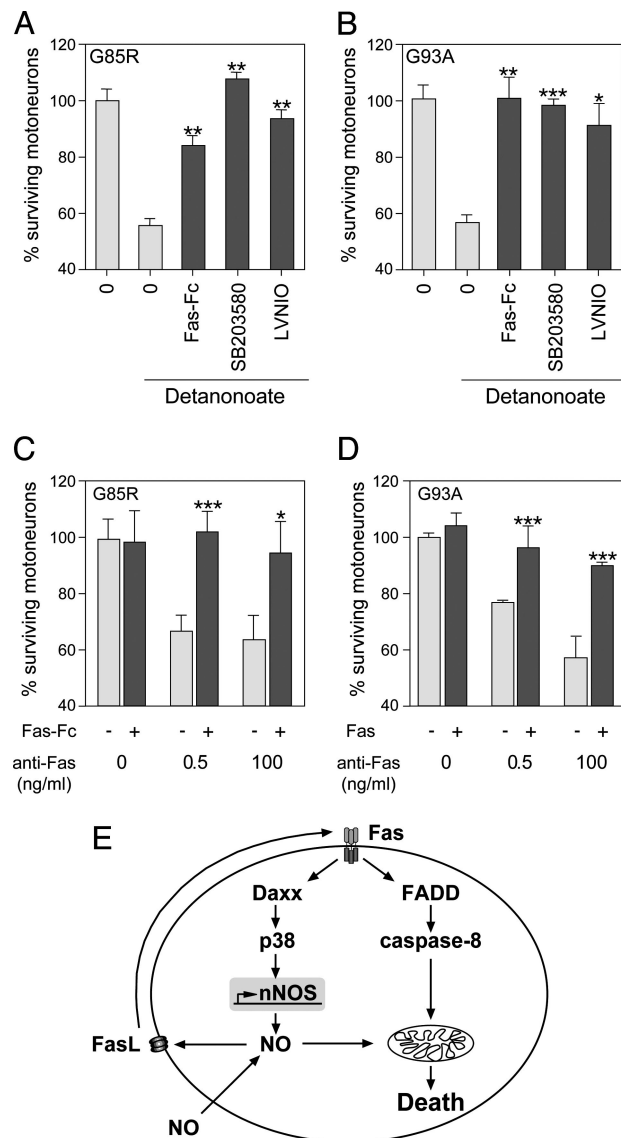 A
G85R
% surviving motoneurons
120
100
80
60
40
**
**
**
0
0
Fas-Fc
SB203580
LVNIO
Detanonoate
B
G93A
% surviving motoneurons
120
100
80
60
40
**
***
*
0
0
Fas-Fc
SB203580
LVNIO
Detanonoate
C
G85R
% surviving motoneurons
120
100
80
60
40
***
*
Fas-Fc - + - + - +
anti-Fas 0 0.5 100
(ng/ml)
D
G93A
% surviving motoneurons
120
100
80
60
40
***
***
Fas - + - + - +
anti-Fas 0 0.5 100
(ng/ml)
E
Fas
Daxx FADD
p38 caspase-8
nNOS
FasL NO
Death
NO